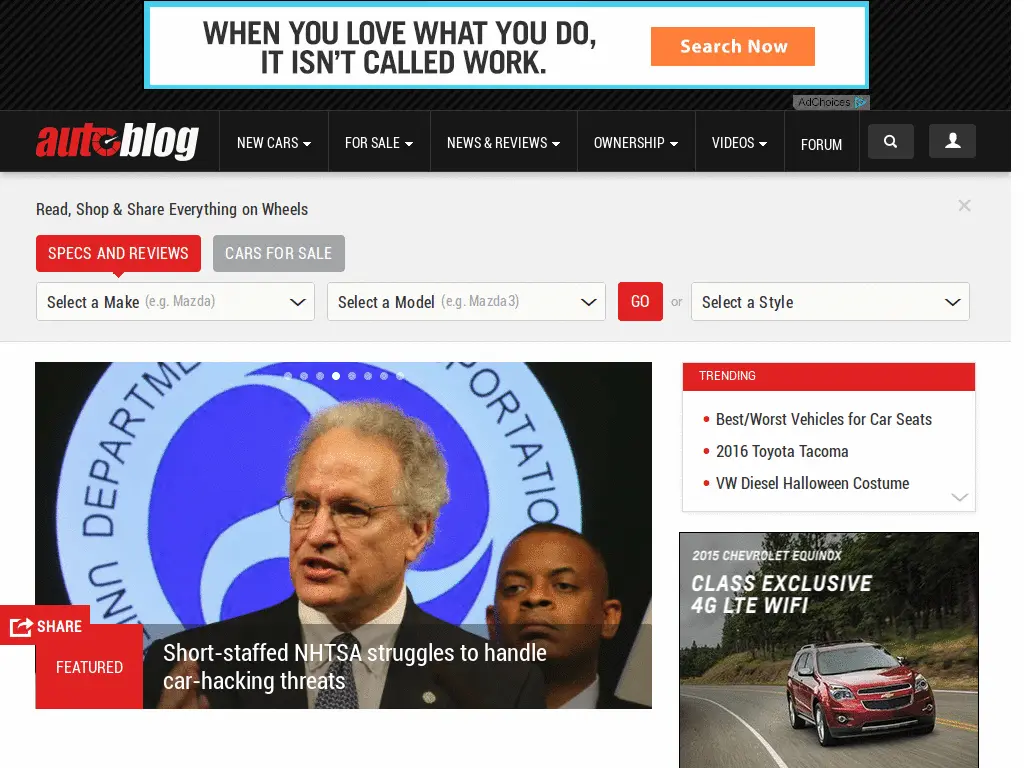 WHEN YOU LOVE WHAT YOU DO,
IT ISN'T CALLED WORK.
Search Now
AdChoices
autoblog
NEW CARS
FOR SALE
NEWS & REVIEWS
OWNERSHIP
VIDEOS
FORUM
Read, Shop & Share Everything on Wheels
SPECS AND REVIEWS
CARS FOR SALE
Select a Make (e.g. Mazda)
Select a Model (e.g. Mazda3)
GO
or
Select a Style
DEPARTMENT
PORTATION
UNIT
TRENDING
Best/Worst Vehicles for Car Seats
2016 Toyota Tacoma
VW Diesel Halloween Costume
2015 CHEVROLET EQUINOX
CLASS EXCLUSIVE
4G LTE WIFI
SHARE
FEATURED
Short-staffed NHTSA struggles to handle
car-hacking threats